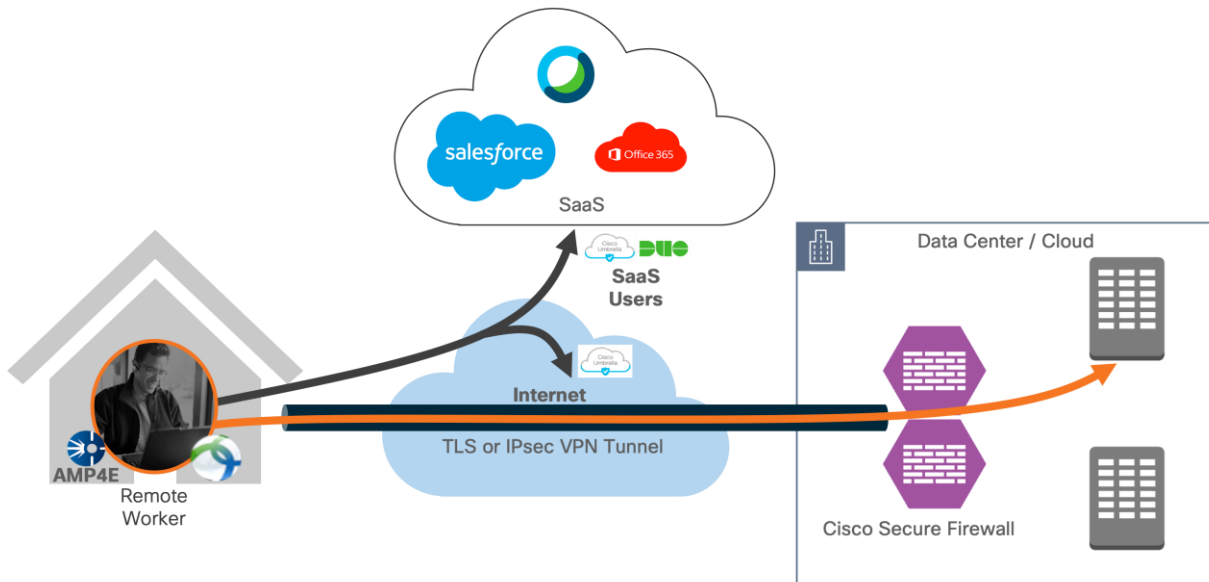 salesforce
Office 365
SaaS
Cisco
Umbrella
DUO
SaaS
Users
Data Center / Cloud
Cisco
Umbrella
Internet
TLS or IPsec VPN Tunnel
AMP4E
Remote
Worker
Cisco Secure Firewall